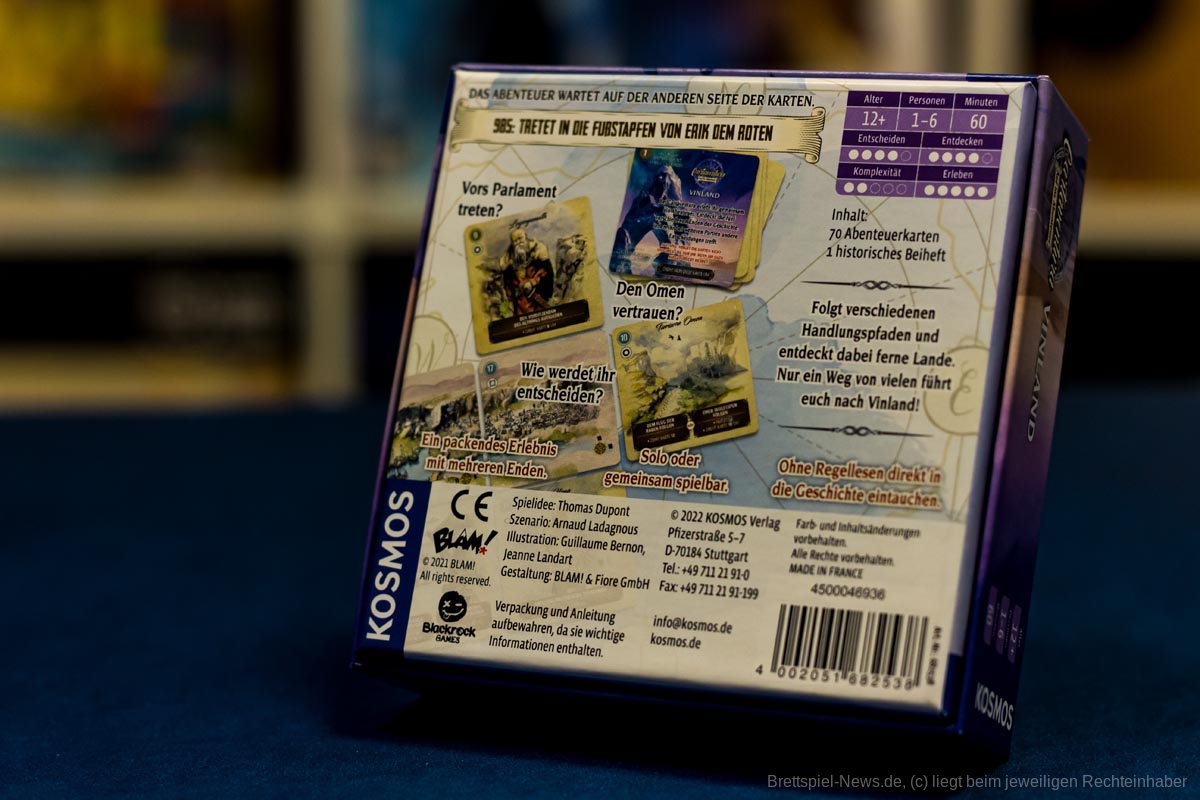 DAS ABENTEUER WARTET AUF DER ANDEREN SEITE DER KARTEN.
985: TRETET IN DIE FUßSTAPFEN VON ERIK DEM ROTEN
Alter
Personen
Minuten
12+
1-6
60
Entscheiden
Entdecken
Komplexität
Erleben
Vors Parlament
treten?
VINLAND
Den Omen
vertrauen?
10
17
Wie werdet ihr
entscheiden?
Ein packendes Erlebnis
mit mehreren Enden.
Solo oder
gemeinsam spielbar.
Inhalt:
70 Abenteuerkarten
1 historisches Beiheft
Folgt verschiedenen
Handlungspfaden und
entdeckt dabei ferne Lande.
Nur ein Weg von vielen führt
euch nach Vinland!
Ohne Regellesen direkt in
die Geschichte eintauchen.
KOSMOS
CE
BLAM!
© 2021 BLAM!
All rights reserved.
Blackrock
GAMES
Spielidee: Thomas Dupont
Szenario: Arnaud Ladagnous
Illustration: Guillaume Bernon,
Jeanne Landart
Gestaltung: BLAM! & Fiore GmbH
Verpackung und Anleitung
aufbewahren, da sie wichtige
Informationen enthalten.
© 2022 KOSMOS Verlag
Pfizerstraße 5–7
D-70184 Stuttgart
Tel.: +49 711 21 91-0
Fax: +49 711 21 91-199
info@kosmos.de
kosmos.de
Farb- und Inhaltsänderungen
vorbehalten.
Alle Rechte vorbehalten.
MADE IN FRANCE
4500046936
4 002051 682538
VINLAND
KOSMOS
Brettspiel-News.de, (c) liegt beim jeweiligen Rechteinhaber